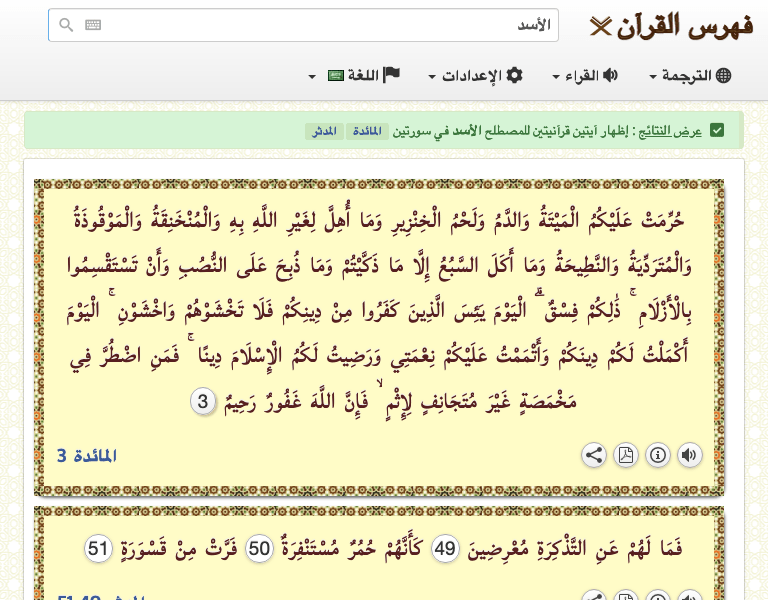 فهرس القرآن
الأسد
الترجمة القراء الإعدادات اللغة
عرض النتائج : إظهار آيتين قرآنيتين للمصطلح الأسد في سورتين المائدة المدثر
حُرِّمَتْ عَلَيْكُمُ الْمَيْتَةُ وَالدَّمُ وَلَحْمُ الْخِنْزِيرِ وَمَا أُهِلَّ لِغَيْرِ اللَّهِ بِهِ وَالْمُنْخَنِقَةُ وَالْمَوْقُوذَةُ
وَالْمُتَرَدِّيَةُ وَالنَّطِيحَةُ وَمَا أَكَلَ السَّبُعُ إِلَّا مَا ذَكَّيْتُمْ وَمَا ذُبِحَ عَلَى النُّصُبِ وَأَنْ تَسْتَقْسِمُوا
بِالْأَزْلَامِ ۚ ذَٰلِكُمْ فِسْقٌ ۗ الْيَوْمَ يَئِسَ الَّذِينَ كَفَرُوا مِنْ دِينِكُمْ فَلَا تَخْشَوْهُمْ وَاخْشَوْنِ ۚ الْيَوْمَ
أَكْمَلْتُ لَكُمْ دِينَكُمْ وَأَتْمَمْتُ عَلَيْكُمْ نِعْمَتِي وَرَضِيتُ لَكُمُ الْإِسْلَامَ دِينًا ۚ فَمَنِ اضْطُرَّ فِي
مَخْمَصَةٍ غَيْرَ مُتَجَانِفٍ لِإِثْمٍ ۙ فَإِنَّ اللَّهَ غَفُورٌ رَحِيمٌ 3
المائدة 3
فَمَا لَهُمْ عَنِ التَّذْكِرَةِ مُعْرِضِينَ 49 كَأَنَّهُمْ حُمُرٌ مُسْتَنْفِرَةٌ 50 فَرَّتْ مِنْ قَسْوَرَةٍ 51